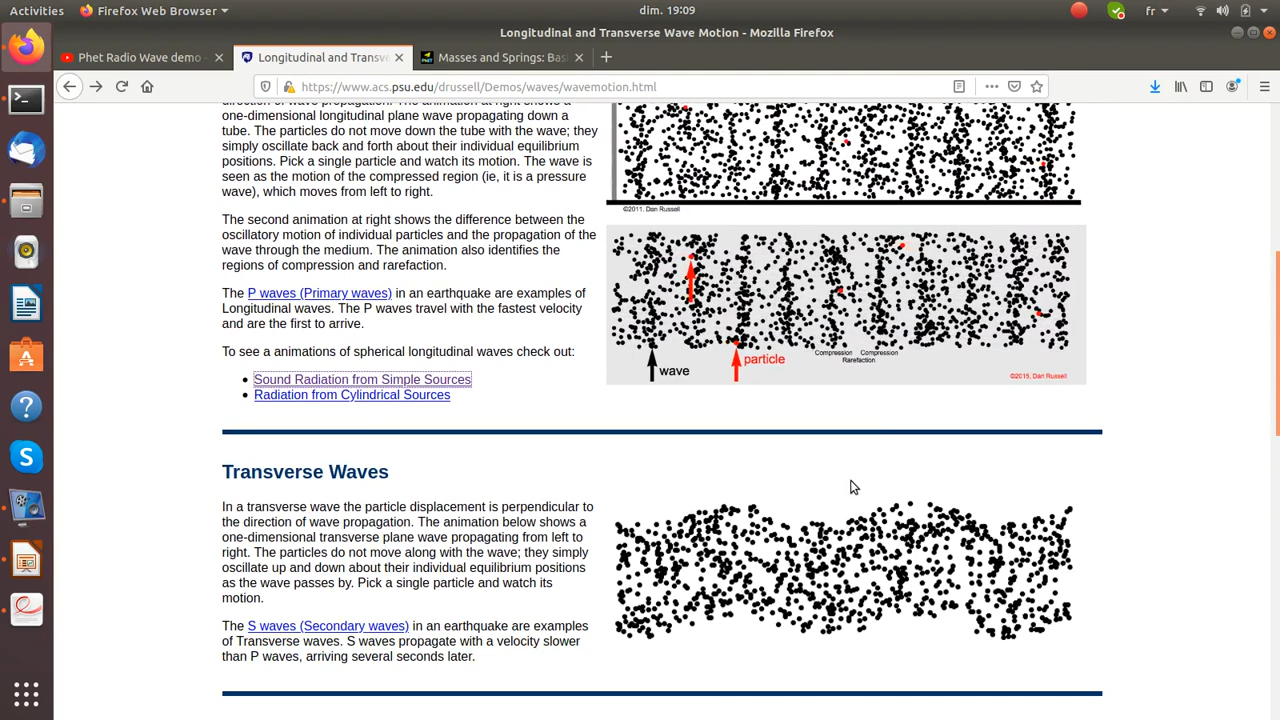 Activities
Firefox Web Browser
dim. 19:09
fr
Longitudinal and Transverse Wave Motion - Mozilla Firefox
Phet Radio Wave demo -
Longitudinal and Transve
Masses and Springs: Bas
https://www.acs.psu.edu/drussell/Demos/waves/wavemotion.html
direction of wave propagation. The animation at right shows a
one-dimensional longitudinal plane wave propagating down a
tube. The particles do not move down the tube with the wave; they
simply oscillate back and forth about their individual equilibrium
positions. Pick a single particle and watch its motion. The wave is
seen as the motion of the compressed region (ie, it is a pressure
wave), which moves from left to right.
©2011, Dan Russell
The second animation at right shows the difference between the
oscillatory motion of individual particles and the propagation of the
wave through the medium. The animation also identifies the
regions of compression and rarefaction.
The P waves (Primary waves) in an earthquake are examples of
Longitudinal waves. The P waves travel with the fastest velocity
and are the first to arrive.
To see a animations of spherical longitudinal waves check out:
Sound Radiation from Simple Sources
Radiation from Cylindrical Sources
wave
particle
Compression Compression
Rarefaction
©2015, Dan Russell
Transverse Waves
In a transverse wave the particle displacement is perpendicular to
the direction of wave propagation. The animation below shows a
one-dimensional transverse plane wave propagating from left to
right. The particles do not move along with the wave; they simply
oscillate up and down about their individual equilibrium positions
as the wave passes by. Pick a single particle and watch its
motion.
The S waves (Secondary waves) in an earthquake are examples
of Transverse waves. S waves propagate with a velocity slower
than P waves, arriving several seconds later.